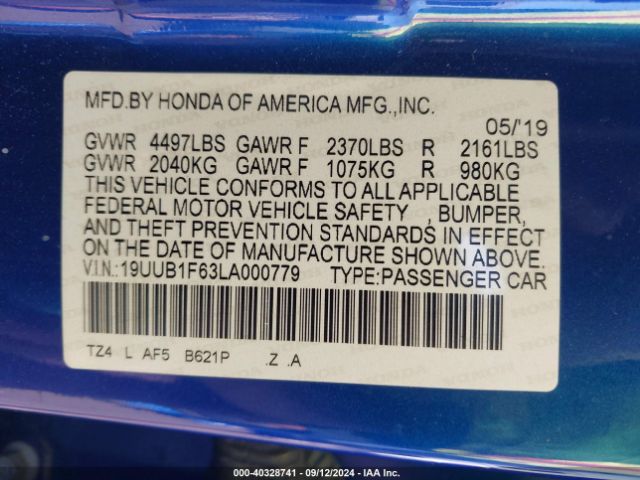 MFD.BY HONDA OF AMERICA MFG.,INC.
05/'19
GVWR 4497LBS GAWR F 2370LBS R 2161LBS
GVWR 2040KG GAWR F 1075KG R 980KG
THIS VEHICLE CONFORMS TO ALL APPLICABLE
FEDERAL MOTOR VEHICLE SAFETY , BUMPER,
AND THEFT PREVENTION STANDARDS IN EFFECT
ON THE DATE OF MANUFACTURE SHOWN ABOVE.
V.I.N.:19UUB1F63LA000779 TYPE:PASSENGER CAR
TZ4 L AF5 B621P .Z .A
000-40328741 - 09/12/2024 - IAA Inc.